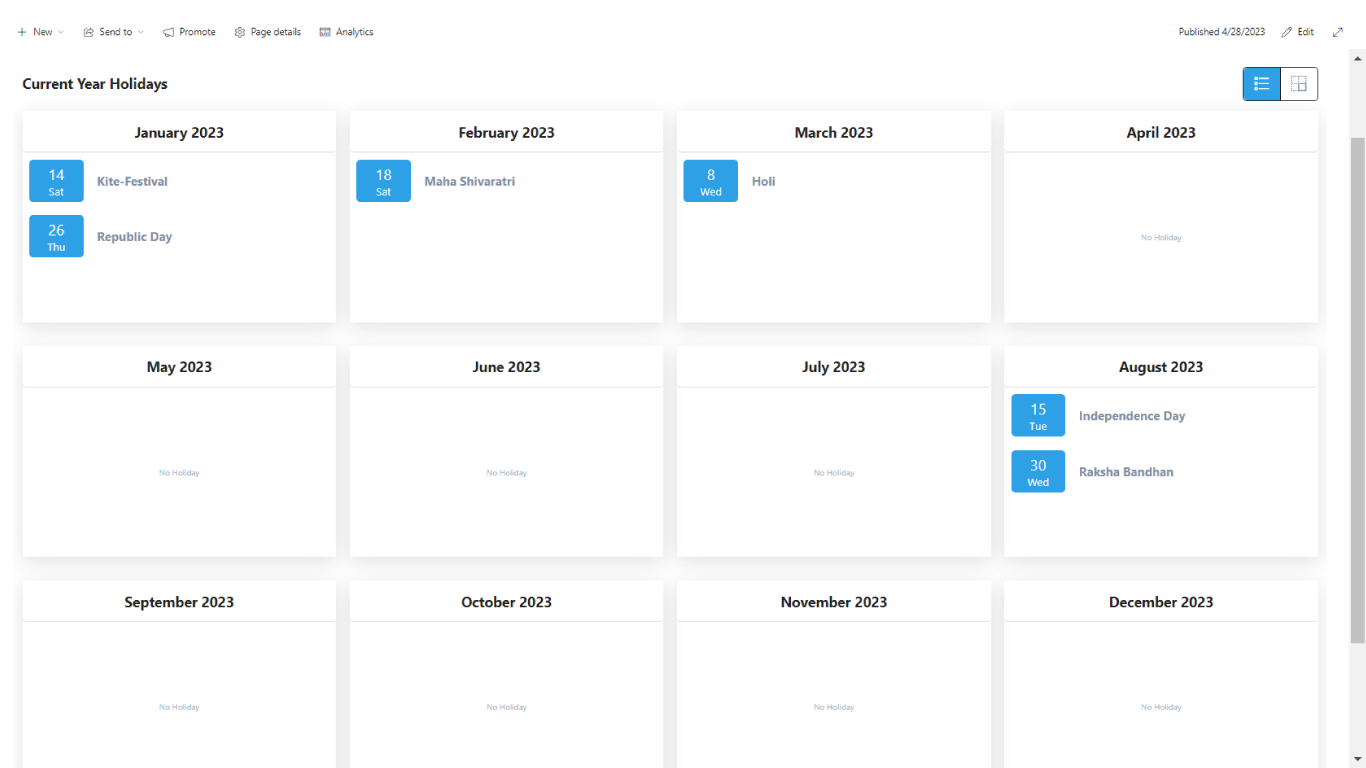 New
Send to
Promote
Page details
Analytics
Published 4/28/2023
Edit
Current Year Holidays
January 2023
14
Sat
Kite-Festival
26
Thu
Republic Day
February 2023
18
Sat
Maha Shivaratri
March 2023
8
Wed
Holi
April 2023
No Holiday
May 2023
No Holiday
June 2023
No Holiday
July 2023
No Holiday
August 2023
15
Tue
Independence Day
30
Wed
Raksha Bandhan
September 2023
No Holiday
October 2023
No Holiday
November 2023
No Holiday
December 2023
No Holiday